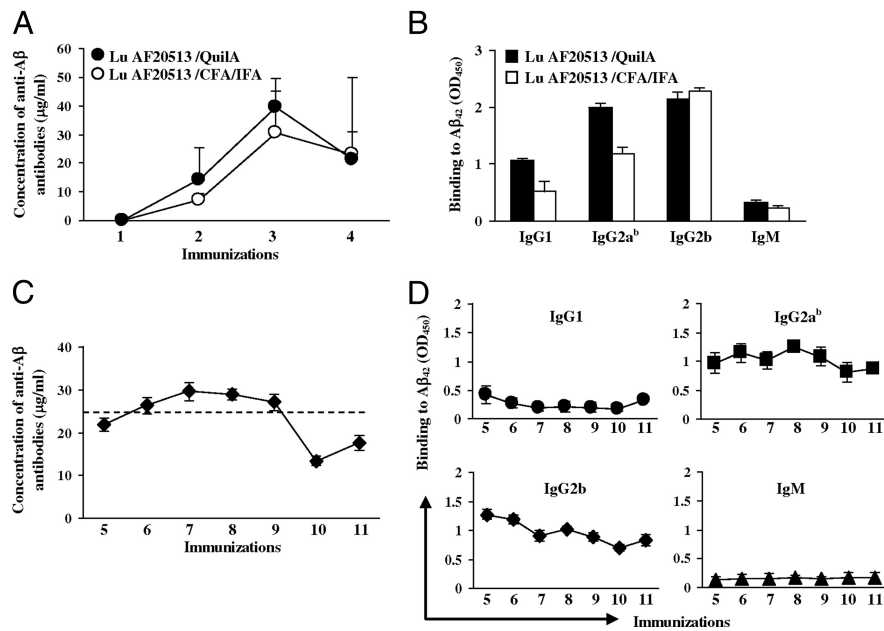 A
Concentration of anti-Aβ
antibodies (µg/ml)
60
50
40
30
20
10
0
Lu AF20513/QuilA
Lu AF20513/CFA/IFA
1 2 3 4
Immunizations
B
Binding to Aβ42 (OD450)
3
2
1
0
Lu AF20513/QuilA
Lu AF20513/CFA/IFA
IgG1 IgG2aᵇ IgG2b IgM
C
Concentration of anti-Aβ
antibodies (µg/ml)
40
30
20
10
0
5 6 7 8 9 10 11
Immunizations
D
Binding to Aβ42 (OD450)
IgG1
2
1.5
1
0.5
0
5 6 7 8 9 10 11
IgG2aᵇ
2
1.5
1
0.5
0
5 6 7 8 9 10 11
IgG2b
2
1.5
1
0.5
0
5 6 7 8 9 10 11
IgM
2
1.5
1
0.5
0
5 6 7 8 9 10 11
Immunizations